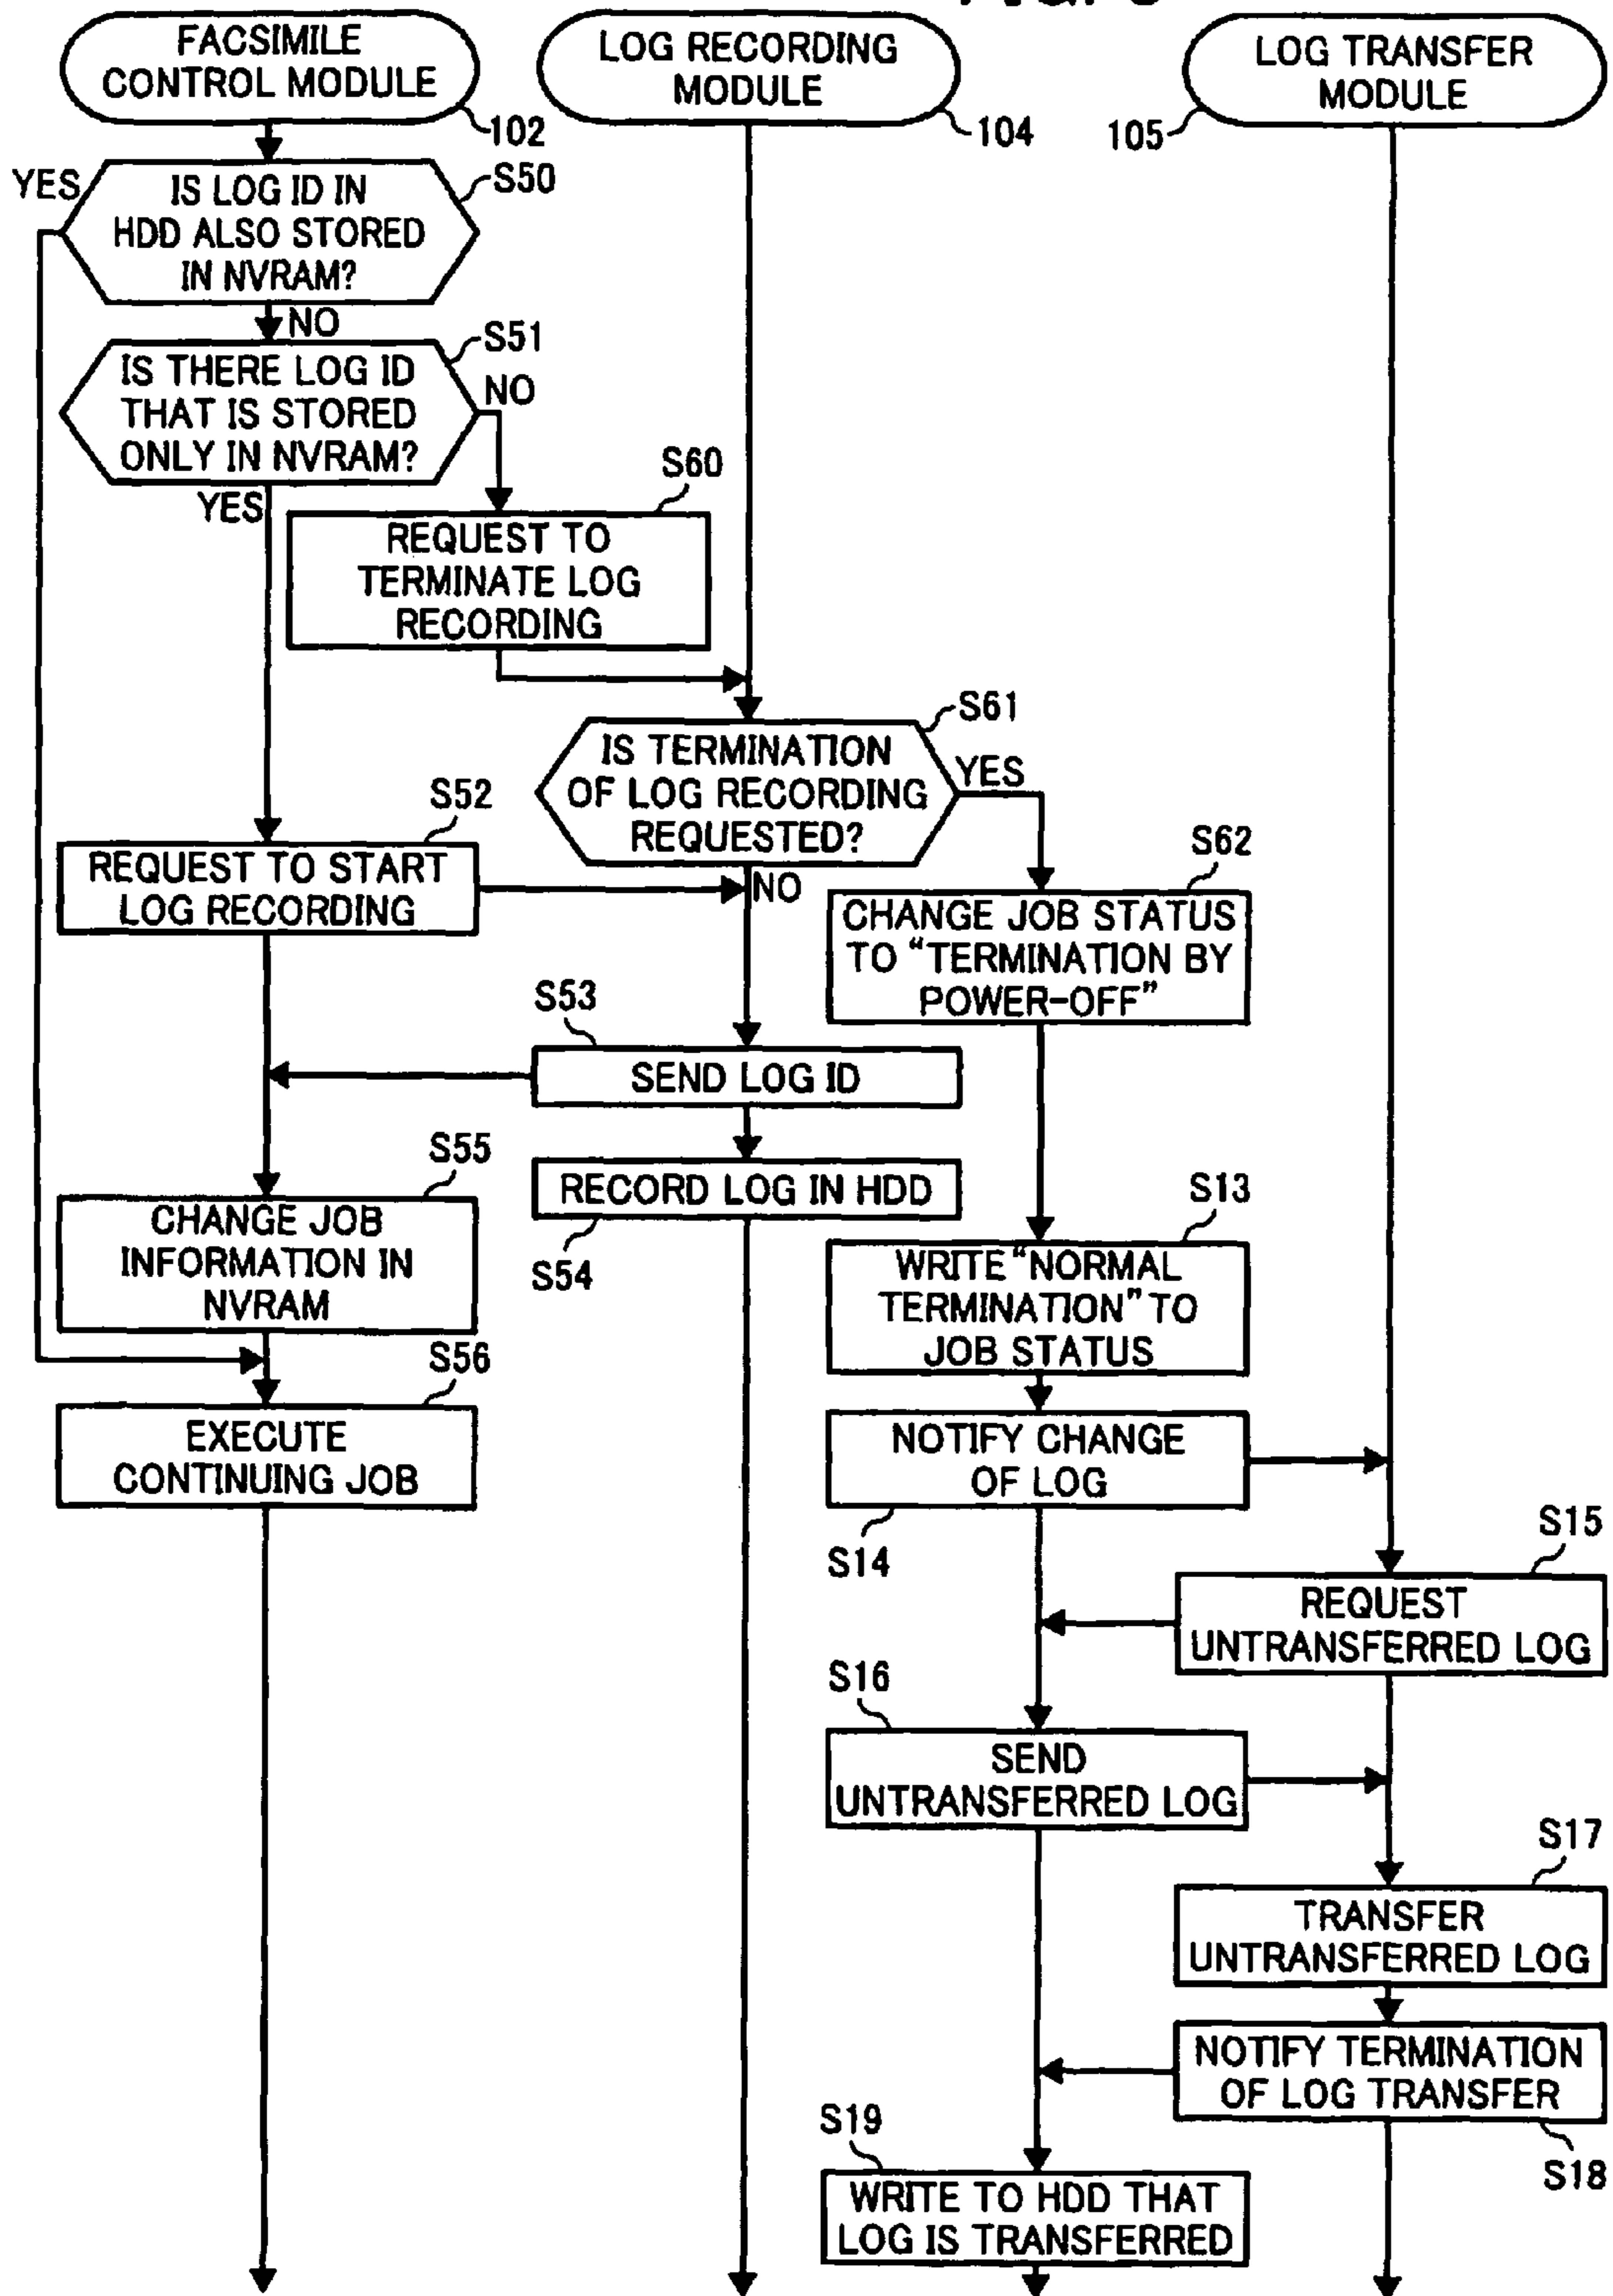 FACSIMILE
CONTROL MODULE
102
LOG RECORDING
MODULE
104
LOG TRANSFER
MODULE
105
YES
IS LOG ID IN
HDD ALSO STORED
IN NVRAM?
S50
NO
IS THERE LOG ID
THAT IS STORED
ONLY IN NVRAM?
S51
NO
YES
S60
REQUEST TO
TERMINATE LOG
RECORDING
S61
IS TERMINATION
OF LOG RECORDING
REQUESTED?
YES
NO
S52
REQUEST TO START
LOG RECORDING
S62
CHANGE JOB STATUS
TO “TERMINATION BY
POWER-OFF”
S53
SEND LOG ID
S55
CHANGE JOB
INFORMATION IN
NVRAM
RECORD LOG IN HDD
S54
S13
WRITE “NORMAL
TERMINATION” TO
JOB STATUS
S56
EXECUTE
CONTINUING JOB
NOTIFY CHANGE
OF LOG
S14
S15
REQUEST
UNTRANSFERRED LOG
S16
SEND
UNTRANSFERRED LOG
S17
TRANSFER
UNTRANSFERRED LOG
NOTIFY TERMINATION
OF LOG TRANSFER
S18
S19
WRITE TO HDD THAT
LOG IS TRANSFERRED